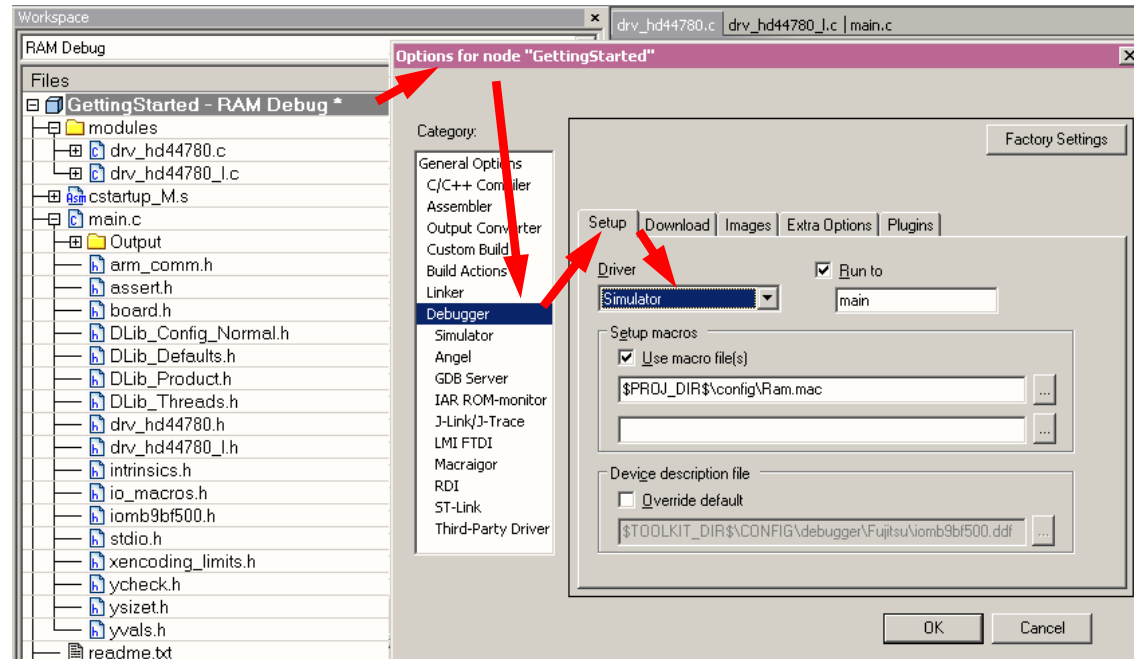 Workspace
RAM Debug
Files
GettingStarted - RAM Debug *
modules
drv_hd44780.c
drv_hd44780_l.c
cstartup_M.s
main.c
Output
arm_comm.h
assert.h
board.h
DLib_Config_Normal.h
DLib_Defaults.h
DLib_Product.h
DLib_Threads.h
drv_hd44780.h
drv_hd44780_l.h
intrinsics.h
io_macros.h
iomb9bf500.h
stdio.h
xencoding_limits.h
ycheck.h
ysizet.h
yvals.h
readme.txt
drv_hd44780.c drv_hd44780_l.c main.c
Options for node "GettingStarted"
Category:
General Options
C/C++ Compiler
Assembler
Output Converter
Custom Build
Build Actions
Linker
Debugger
Simulator
Angel
GDB Server
IAR ROM-monitor
J-Link/J-Trace
LMI FTDI
Macraigor
RDI
ST-Link
Third-Party Driver
Factory Settings
Setup Download Images Extra Options Plugins
Driver
Simulator
Run to
main
Setup macros
Use macro file(s)
$PROJ_DIR$\config\Ram.mac
...
...
Device description file
Override default
$TOOLKIT_DIR$\CONFIG\debugger\Fujitsu\iomb9bf500.ddf
...
OK Cancel